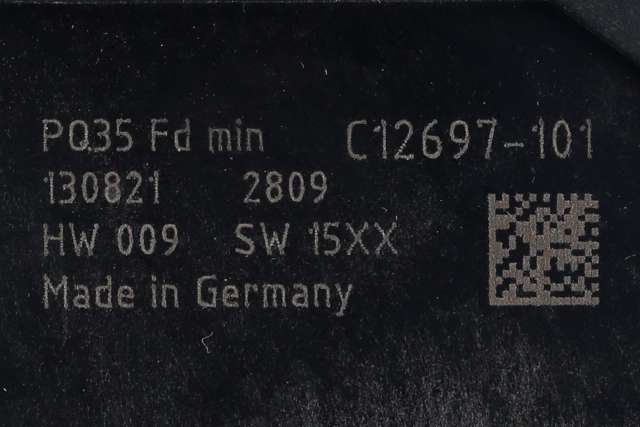 PQ35 Fd min C12697-101
130821 2809
HW 009 SW 15XX
Made in Germany